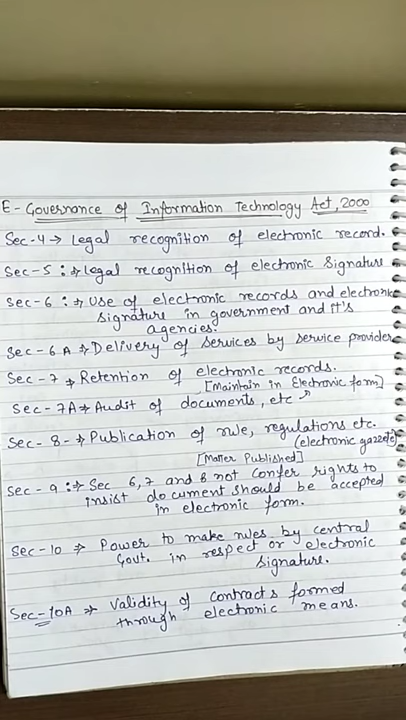 E-Governance of Information Technology Act, 2000
Sec-4 → Legal recognition of electronic record.
Sec-5 :→ Legal recognition of electronic Signature
Sec-6 :→ Use of electronic records and electronic
signature in government and it's
agencies.
Sec-6A → Delivery of services by service provider
Sec-7 → Retention of electronic records.
[Maintain in Electronic form]
Sec-7A → Audit of documents, etc
Sec-8- → Publication of rule, regulations etc.
(electronic gazzete)
[Matter Published]
Sec-9 :→ Sec 6,7 and 8 not confer rights to
insist document should be accepted
in electronic form.
Sec-10 → Power to make rules by central
Govt. in respect or electronic
Signature.
Sec-10A → Validity of contracts formed
through electronic means.